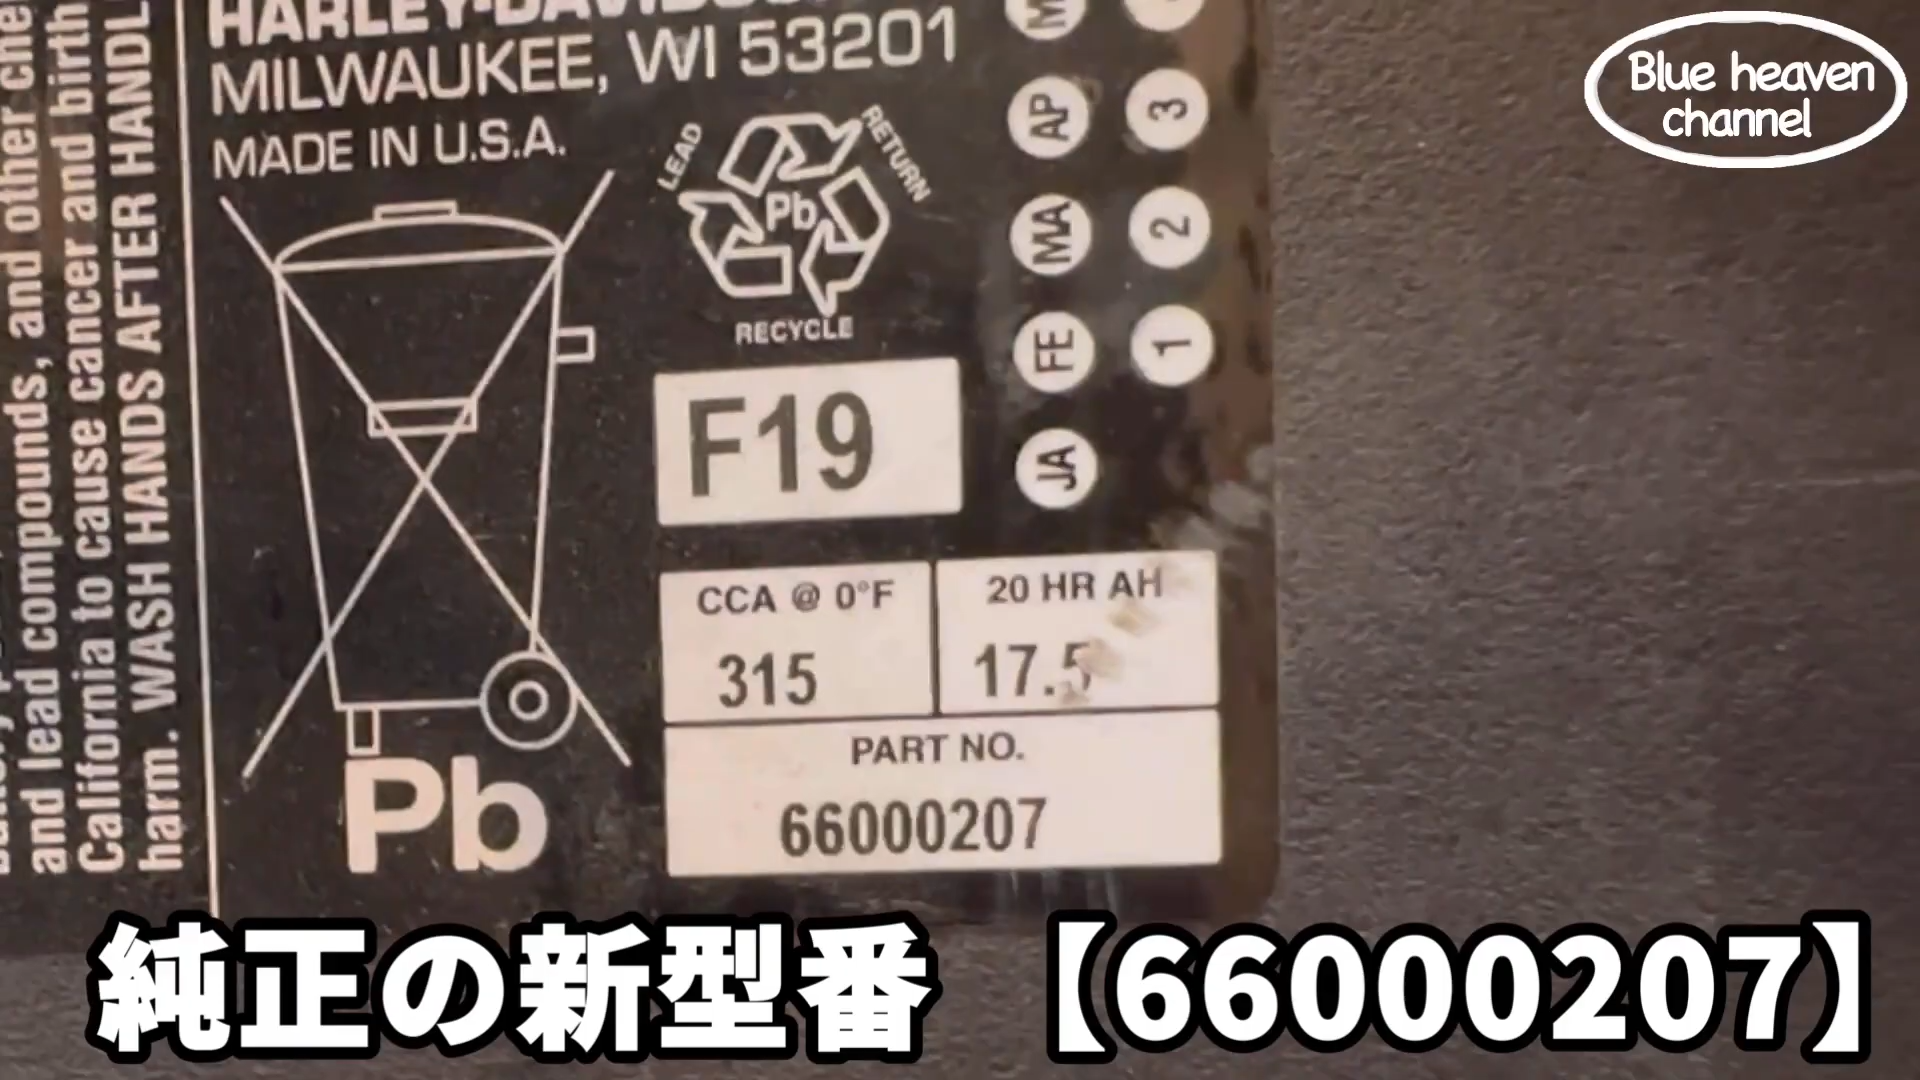 HARLEY-DAVIDSON
MILWAUKEE, WI 53201
MADE IN U.S.A.
and lead compounds, and other che
California to cause cancer and birth
harm. WASH HANDS AFTER HANDL
LEAD
RETURN
Pb
RECYCLE
F19
AP
3
MA
2
FE
1
JA
CCA @ 0°F
315
20 HR AH
17.5
PART NO.
66000207
Pb
Blue heaven
channel
純正の新型番 【66000207】